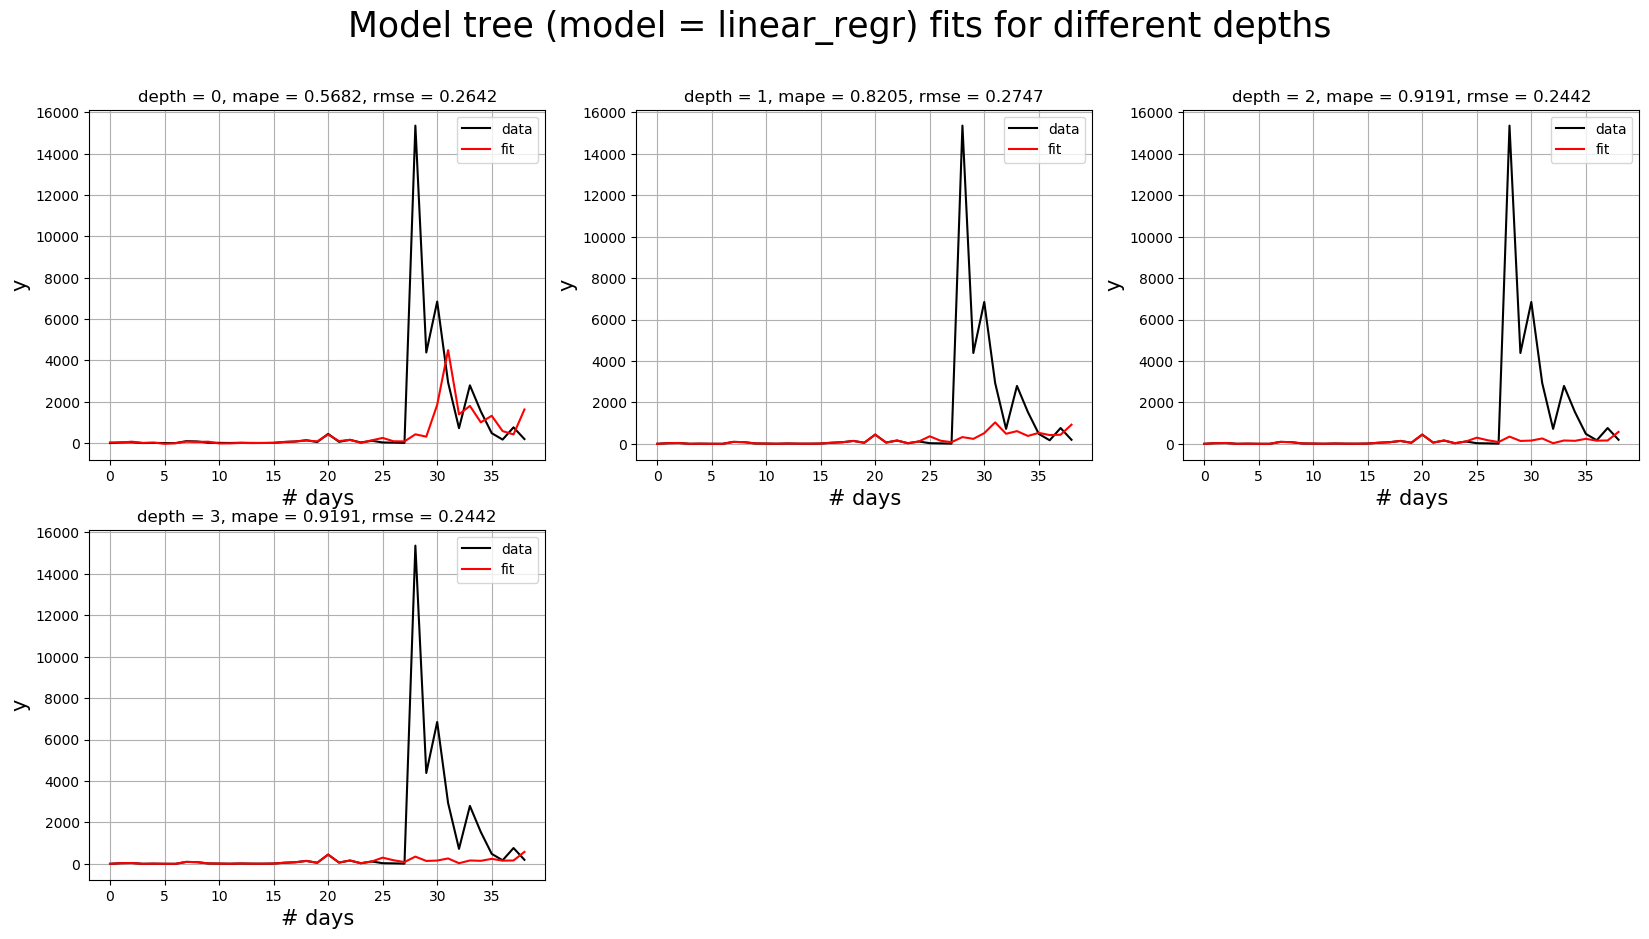 Model tree (model = linear_regr) fits for different depths
depth = 0, mape = 0.5682, rmse = 0.2642
16000
14000
12000
10000
8000
6000
4000
2000
0
y
data
fit
0 5 10 15 20 25 30 35
# days
depth = 1, mape = 0.8205, rmse = 0.2747
16000
14000
12000
10000
8000
6000
4000
2000
0
y
data
fit
0 5 10 15 20 25 30 35
# days
depth = 2, mape = 0.9191, rmse = 0.2442
16000
14000
12000
10000
8000
6000
4000
2000
0
y
data
fit
0 5 10 15 20 25 30 35
# days
depth = 3, mape = 0.9191, rmse = 0.2442
16000
14000
12000
10000
8000
6000
4000
2000
0
y
data
fit
0 5 10 15 20 25 30 35
# days